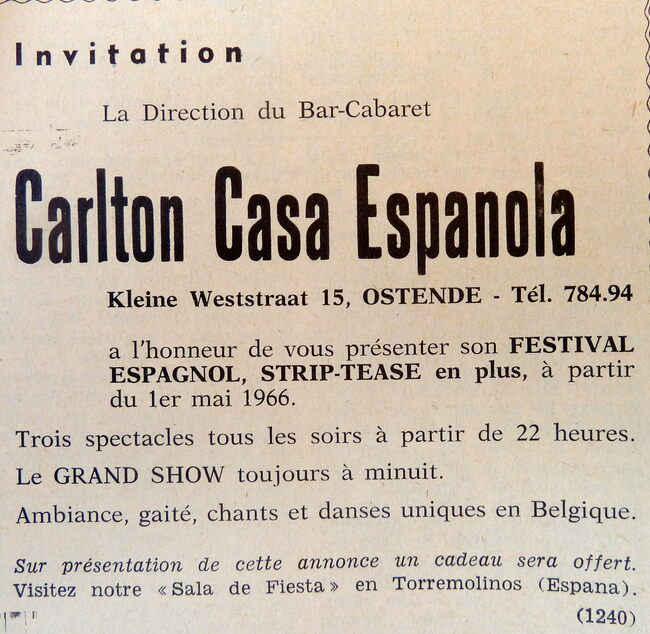 Invitation
La Direction du Bar-Cabaret
Carlton Casa Espanola
Kleine Weststraat 15, OSTENDE - Tél. 784.94
a l'honneur de vous présenter son FESTIVAL
ESPAGNOL, STRIP-TEASE en plus, à partir
du 1er mai 1966.
Trois spectacles tous les soirs à partir de 22 heures.
Le GRAND SHOW toujours à minuit.
Ambiance, gaité, chants et danses uniques en Belgique.
Sur présentation de cette annonce un cadeau sera offert.
Visitez notre « Sala de Fiesta » en Torremolinos (Espana).
(1240)